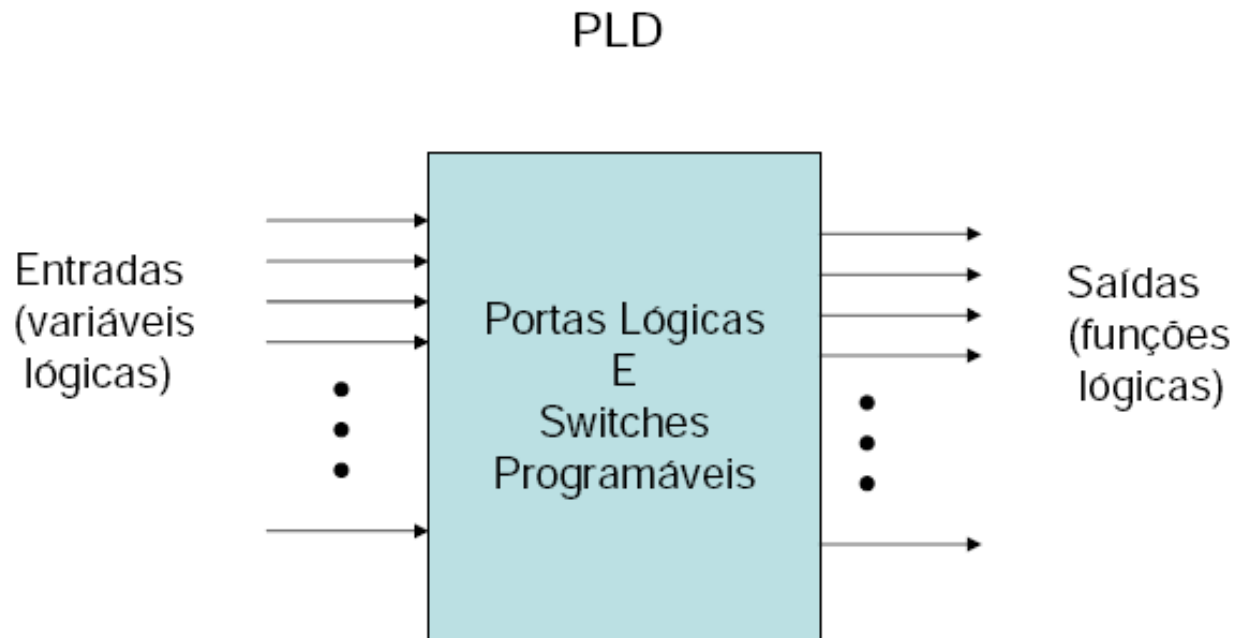 PLD
Entradas
(variáveis
lógicas)
Portas Lógicas
E
Switches
Programáveis
Saídas
(funções
lógicas)